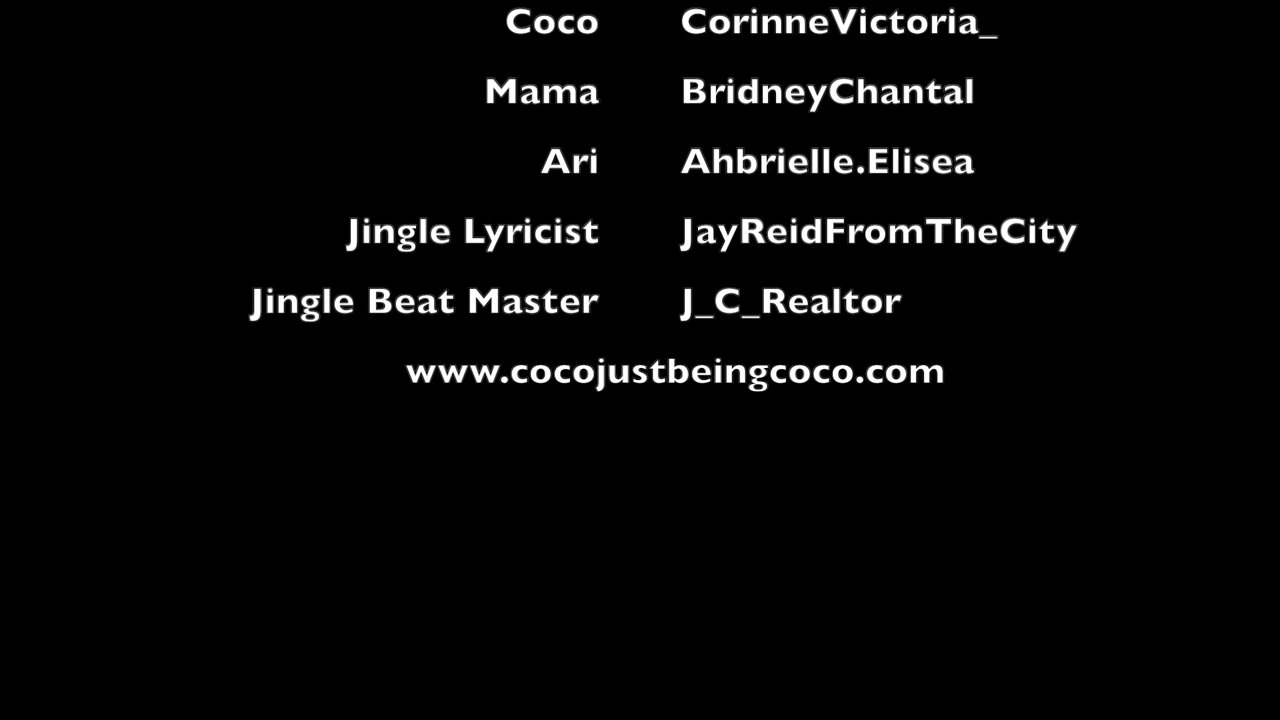 Coco CorinneVictoria_
Mama BridneyChantal
Ari Ahbrielle.Elisea
Jingle Lyricist JayReidFromTheCity
Jingle Beat Master J_C_Realtor
www.cocojustbeingcoco.com